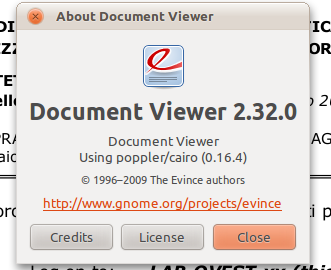 About Document Viewer
Document Viewer 2.32.0
Document Viewer
Using poppler/cairo (0.16.4)
© 1996–2009 The Evince authors
http://www.gnome.org/projects/evince
Credits
License
Close